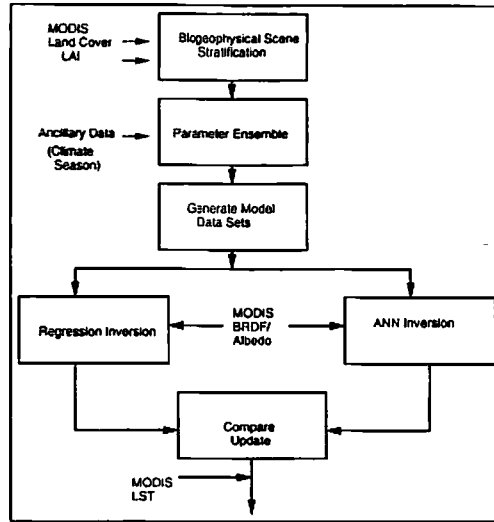 MODIS
Land Cover
LAI
Biogeophysical Scene
Stratification
Ancillary Data
(Climate
Season)
Parameter Ensemble
Generate Model
Data Sets
Regression Inversion
MODIS
BRDF/
Albedo
ANN Inversion
Compare
Update
MODIS
LST